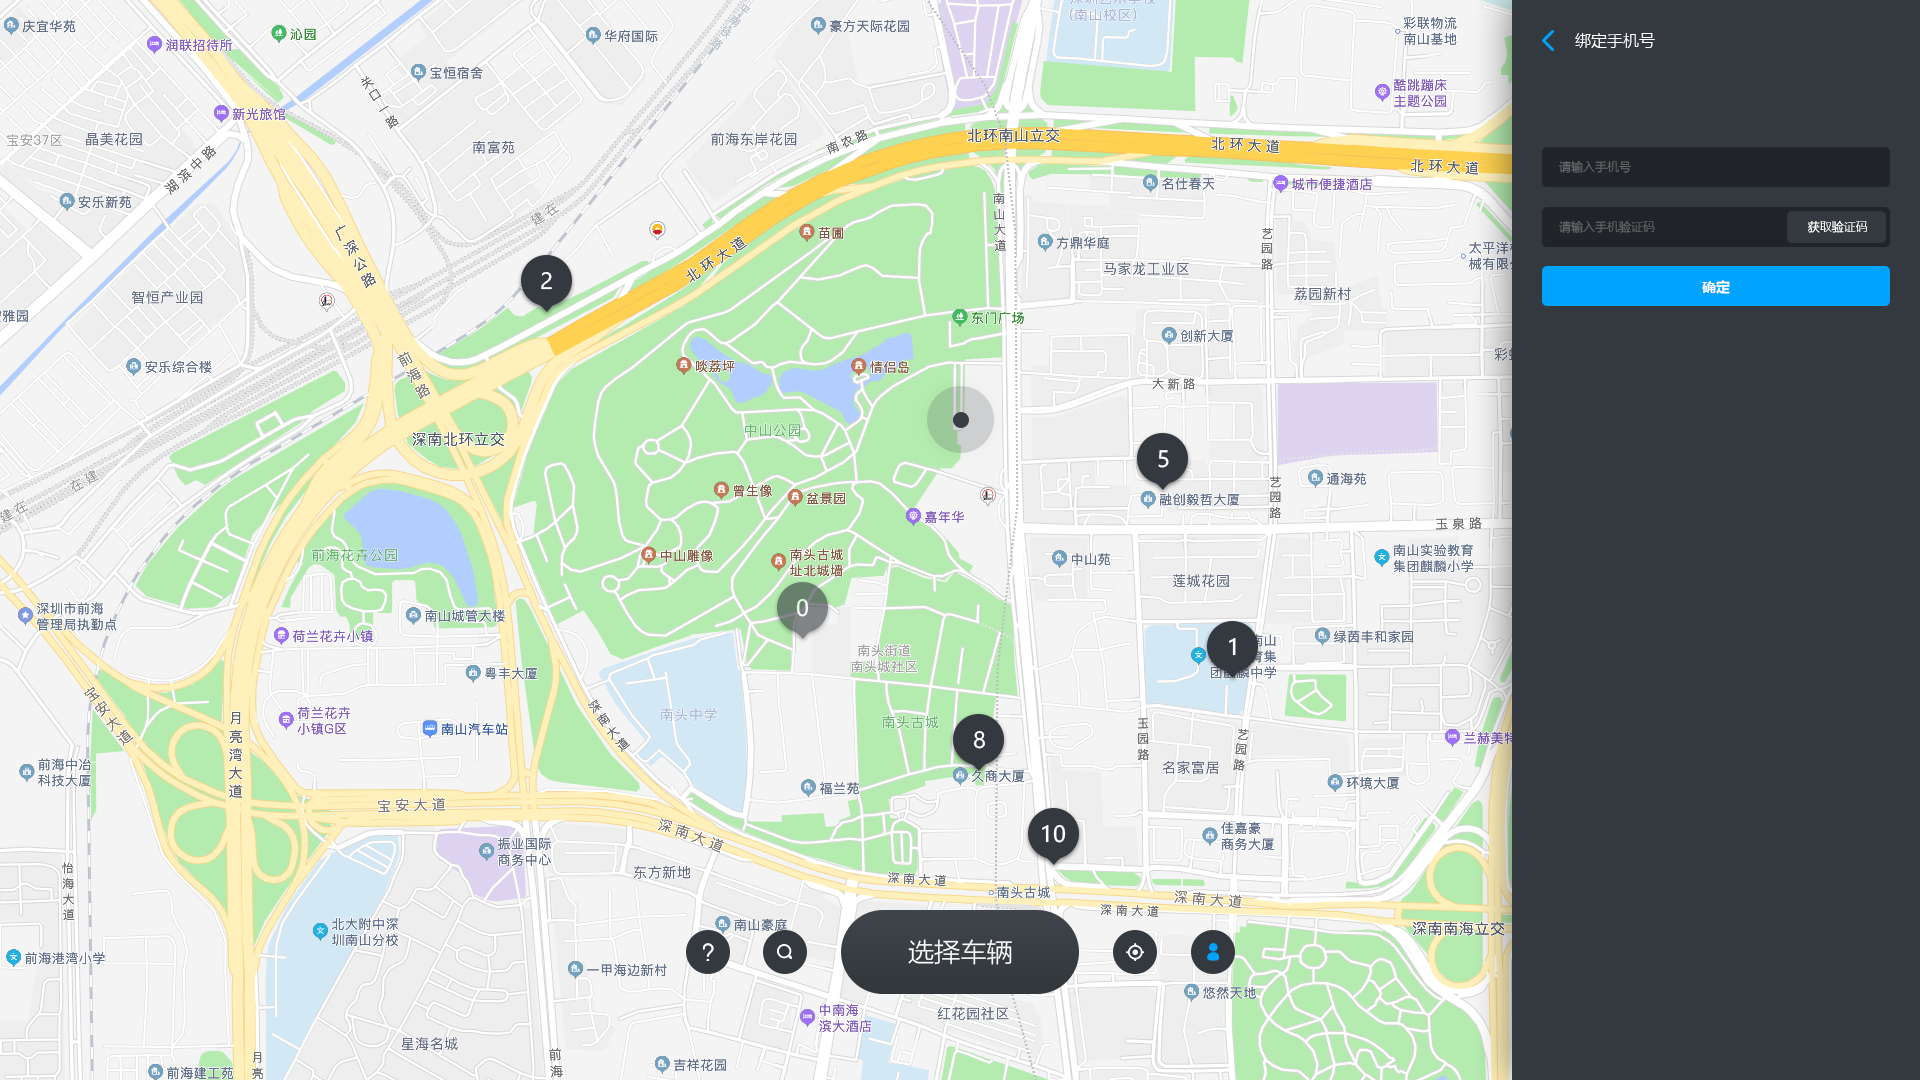 庆宜华苑
润联招待所
沁园
华府国际
豪方天际花园
(南山校区)
彩联物流
南山基地
宝恒宿舍
关口一路
酷跳蹦床
主题公园
新光旅馆
宝安37区
晶美花园
南富苑
前海东岸花园
南农路
北环南山立交
北环大道
北环大道
湖滨中路
安乐新苑
名仕春天
城市便捷酒店
南山大道
建在
广深公路
苗圃
北环大道
方鼎华庭
艺园路
马家龙工业区
太平洋
械有限
2
智恒产业园
荔园新村
雅园
东门广场
创新大厦
安乐综合楼
前海路
啖荔坪
情侣岛
大新路
深南北环立交
中山公园
5
在建
建在
曾生像
盆景园
嘉年华
融创毅哲大厦
通海苑
艺园路
玉泉路
前海花卉公园
中山雕像
南头古城
址北城墙
中山苑
莲城花园
南山实验教育
集团麒麟小学
深圳市前海
管理局执勤点
荷兰花卉小镇
南山城管大楼
0
南头街道
南头城社区
1
南山
育集
中学
绿茵丰和家园
粤丰大厦
宝安大道
月亮湾大道
荷兰花卉
小镇G区
南山汽车站
深南大道
南头中学
南头古城
8
久商大厦
玉园路
艺园路
兰赫美特
前海中冶
科技大厦
名家富居
环境大厦
福兰苑
宝安大道
深南大道
10
佳嘉豪
商务大厦
振业国际
商务中心
怡海大道
东方新地
深南大道
南头古城
深南大道
深南大道
深南南海立交
北大附中深
圳南山分校
南山豪庭
前海港湾小学
一甲海边新村
?
选择车辆
悠然天地
中南海
滨大酒店
红花园社区
星海名城
前海
吉祥花园
前海建工苑
月亮
绑定手机号
请输入手机号
请输入手机验证码
获取验证码
确定